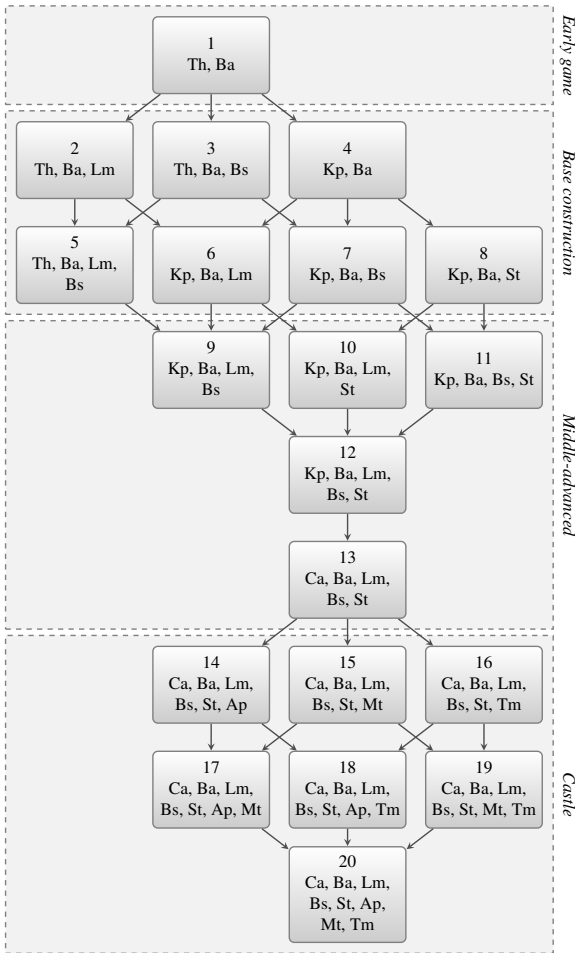 Early game
1
Th, Ba
Base construction
2
Th, Ba, Lm
3
Th, Ba, Bs
4
Kp, Ba
5
Th, Ba, Lm,
Bs
6
Kp, Ba, Lm
7
Kp, Ba, Bs
8
Kp, Ba, St
Middle-advanced
9
Kp, Ba, Lm,
Bs
10
Kp, Ba, Lm,
St
11
Kp, Ba, Bs, St
12
Kp, Ba, Lm,
Bs, St
13
Ca, Ba, Lm,
Bs, St
Castle
14
Ca, Ba, Lm,
Bs, St, Ap
15
Ca, Ba, Lm,
Bs, St, Mt
16
Ca, Ba, Lm,
Bs, St, Tm
17
Ca, Ba, Lm,
Bs, St, Ap, Mt
18
Ca, Ba, Lm,
Bs, St, Ap, Tm
19
Ca, Ba, Lm,
Bs, St, Mt, Tm
20
Ca, Ba, Lm,
Bs, St, Ap,
Mt, Tm